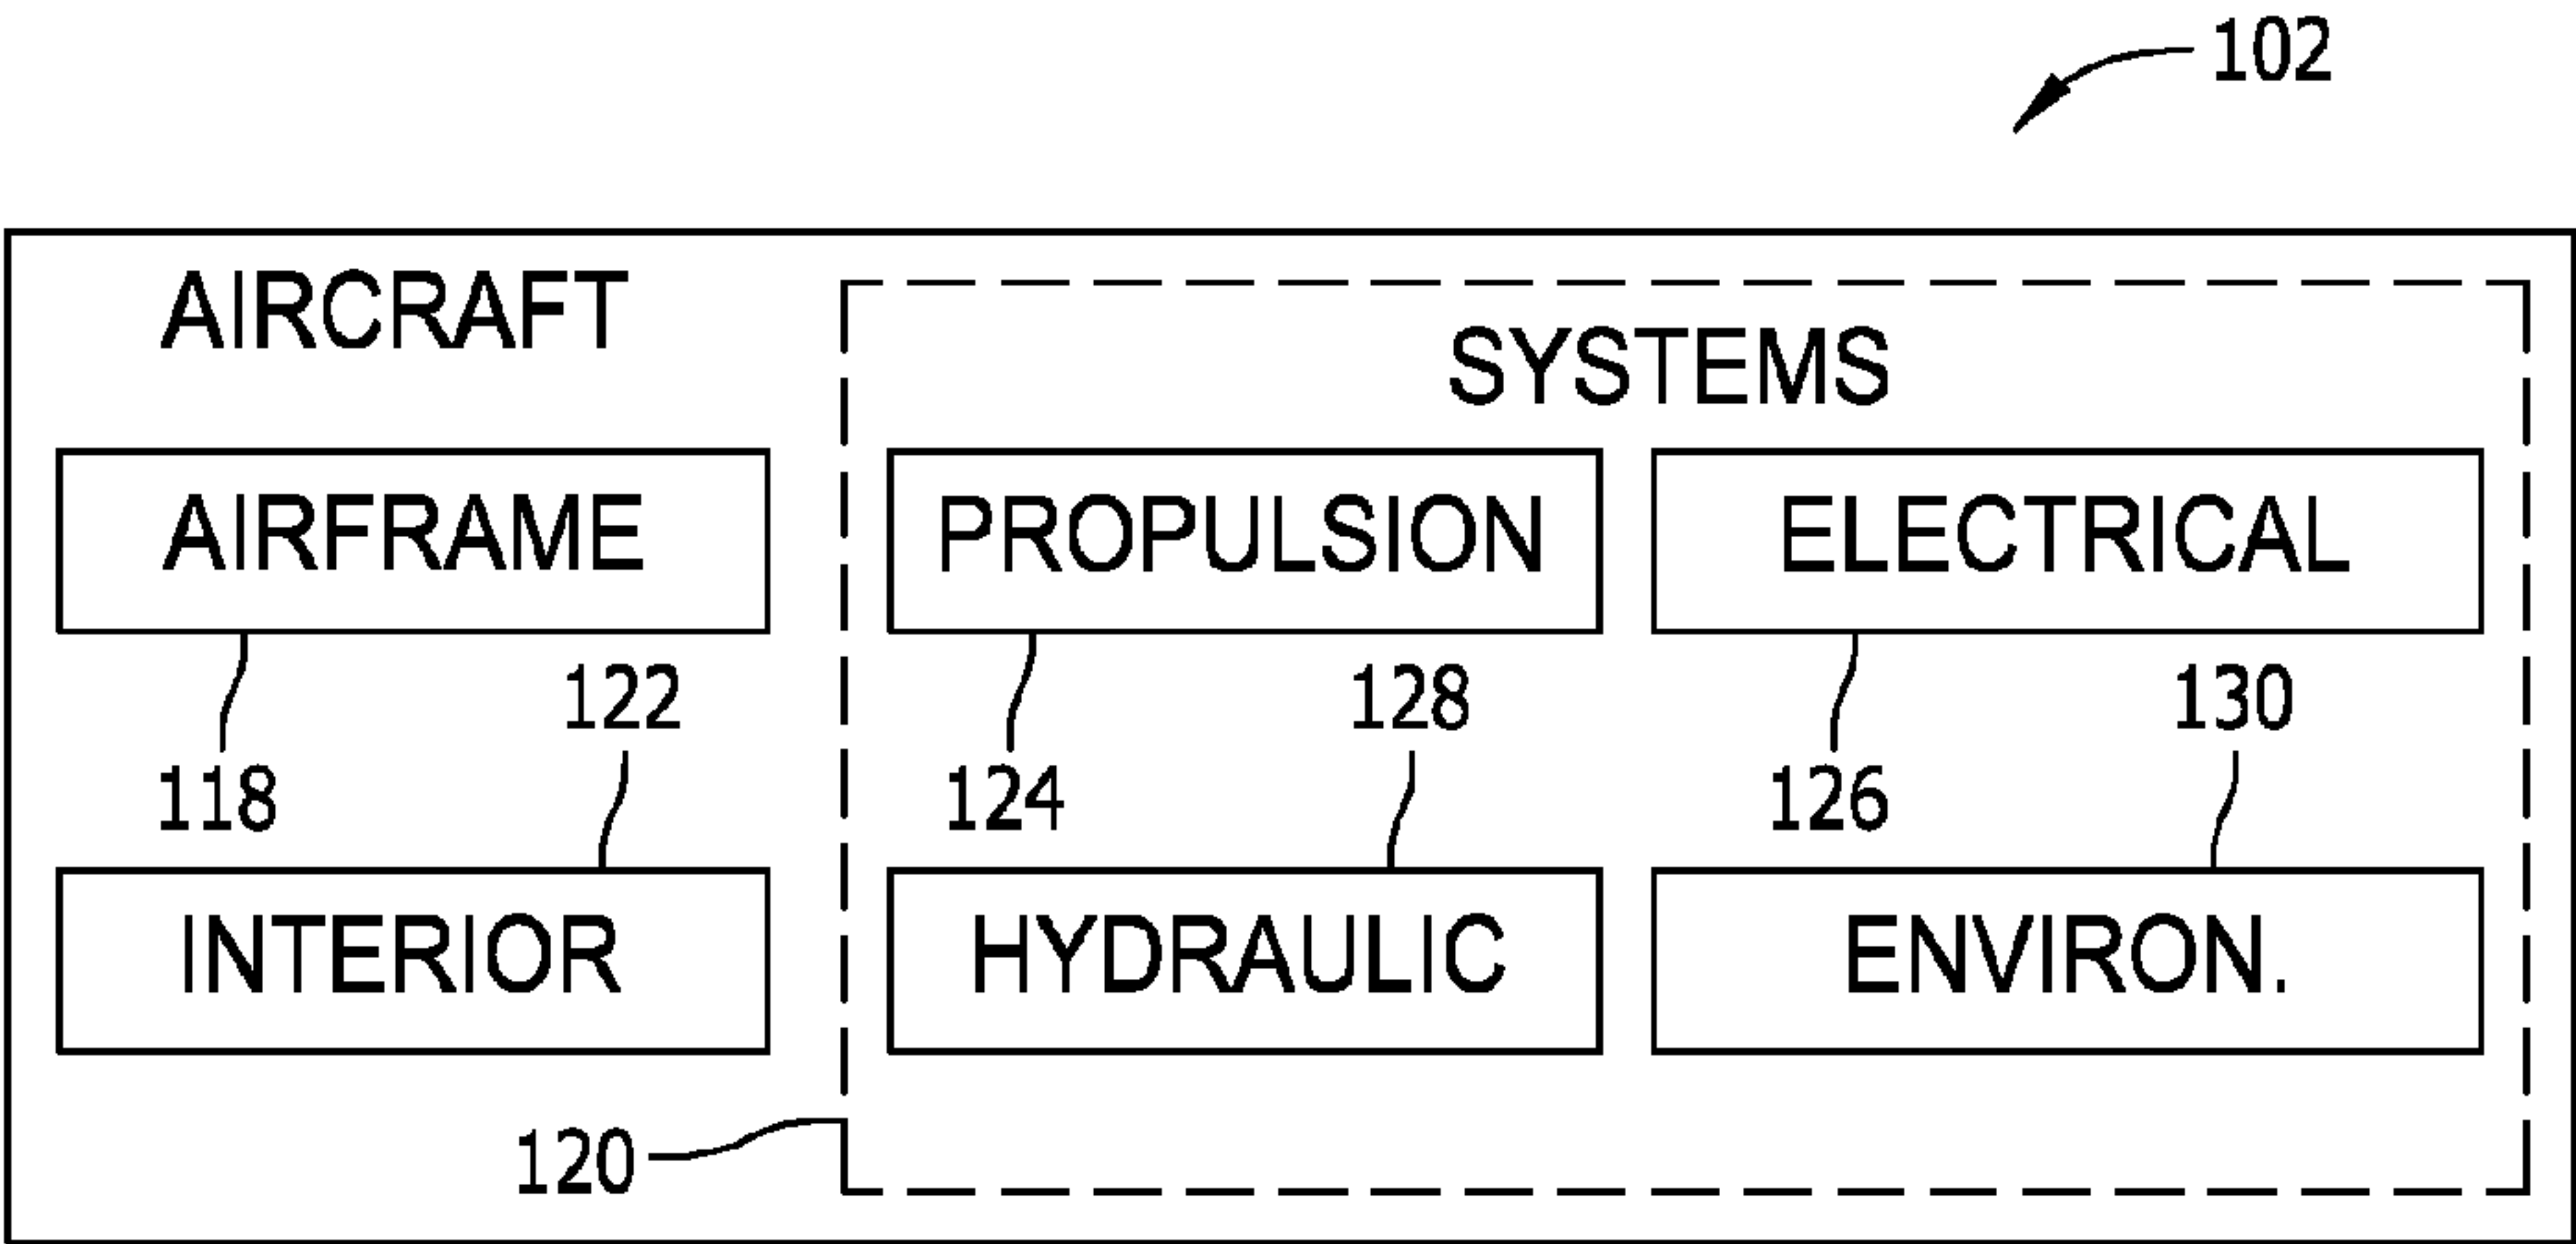 102
AIRCRAFT
SYSTEMS
AIRFRAME
PROPULSION
ELECTRICAL
122
128
130
118
124
126
INTERIOR
HYDRAULIC
ENVIRON.
120